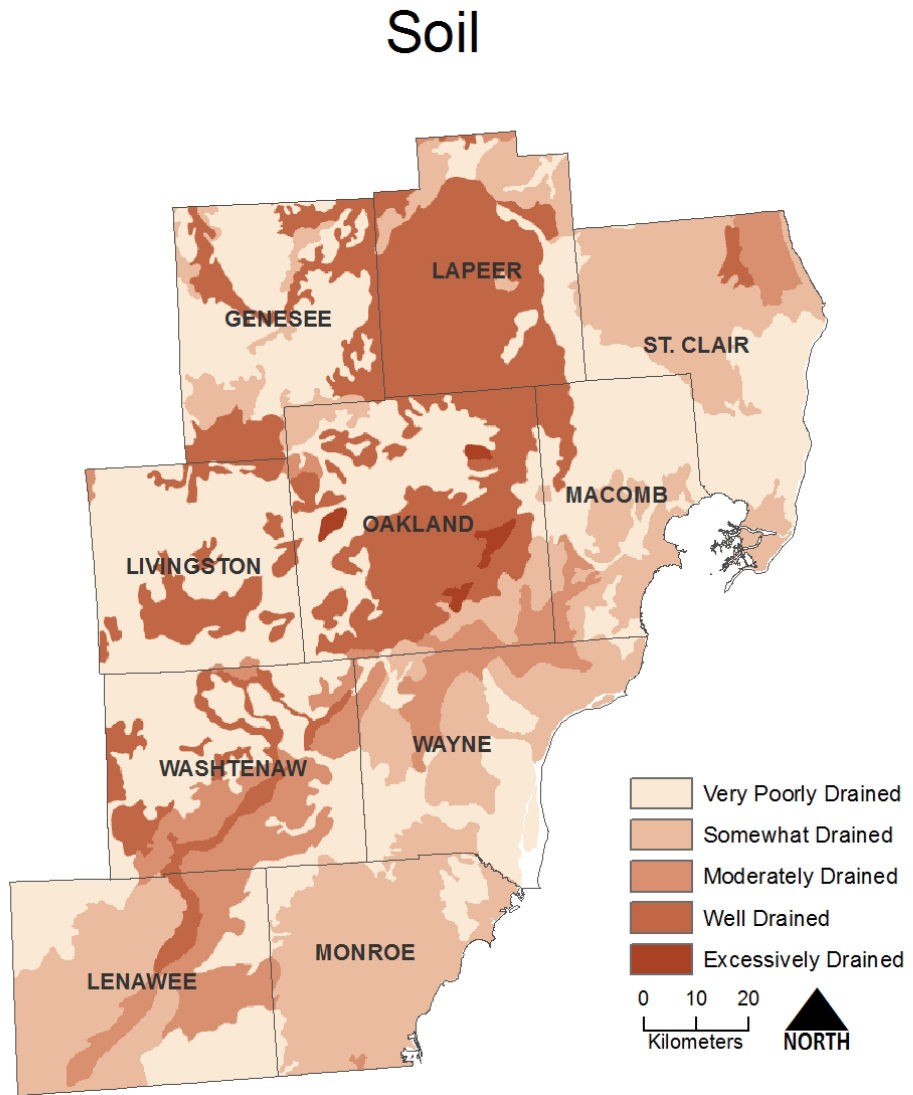 Soil
LAPEER
GENESEE
ST. CLAIR
MACOMB
OAKLAND
LIVINGSTON
WAYNE
WASHTENAW
MONROE
LENAWEE
Very Poorly Drained
Somewhat Drained
Moderately Drained
Well Drained
Excessively Drained
0 10 20
Kilometers
NORTH